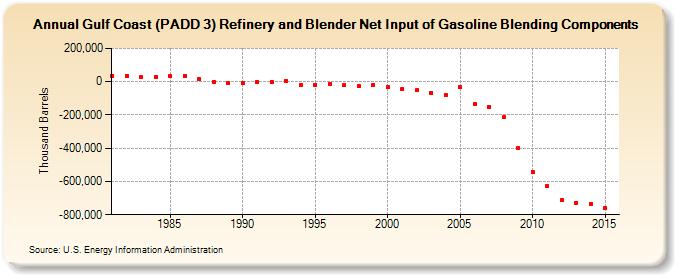 Annual Gulf Coast (PADD 3) Refinery and Blender Net Input of Gasoline Blending Components
Thousand Barrels
200,000
0
-200,000
-400,000
-600,000
-800,000
1985 1990 1995 2000 2005 2010 2015
Source: U.S. Energy Information Administration